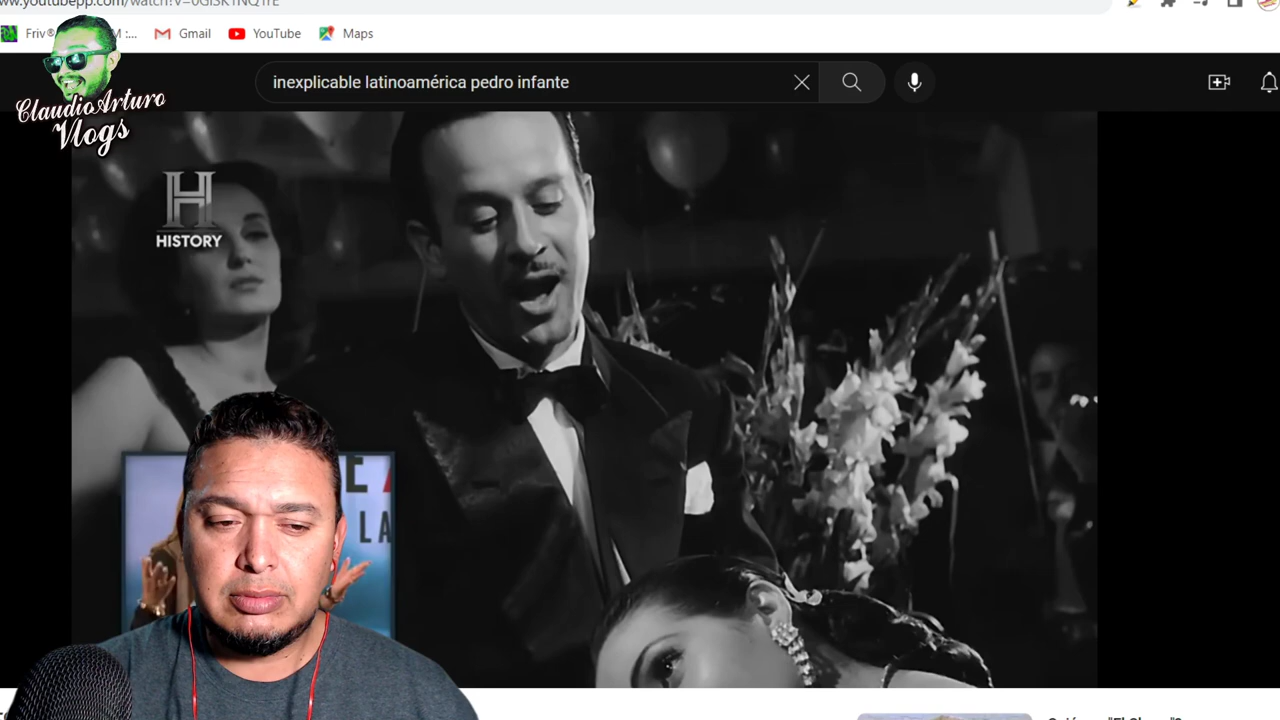 Friv®
M :...
Gmail
YouTube
Maps
ClaudioArturo
Vlogs
inexplicable latinoamérica pedro infante
H
HISTORY
E
LA